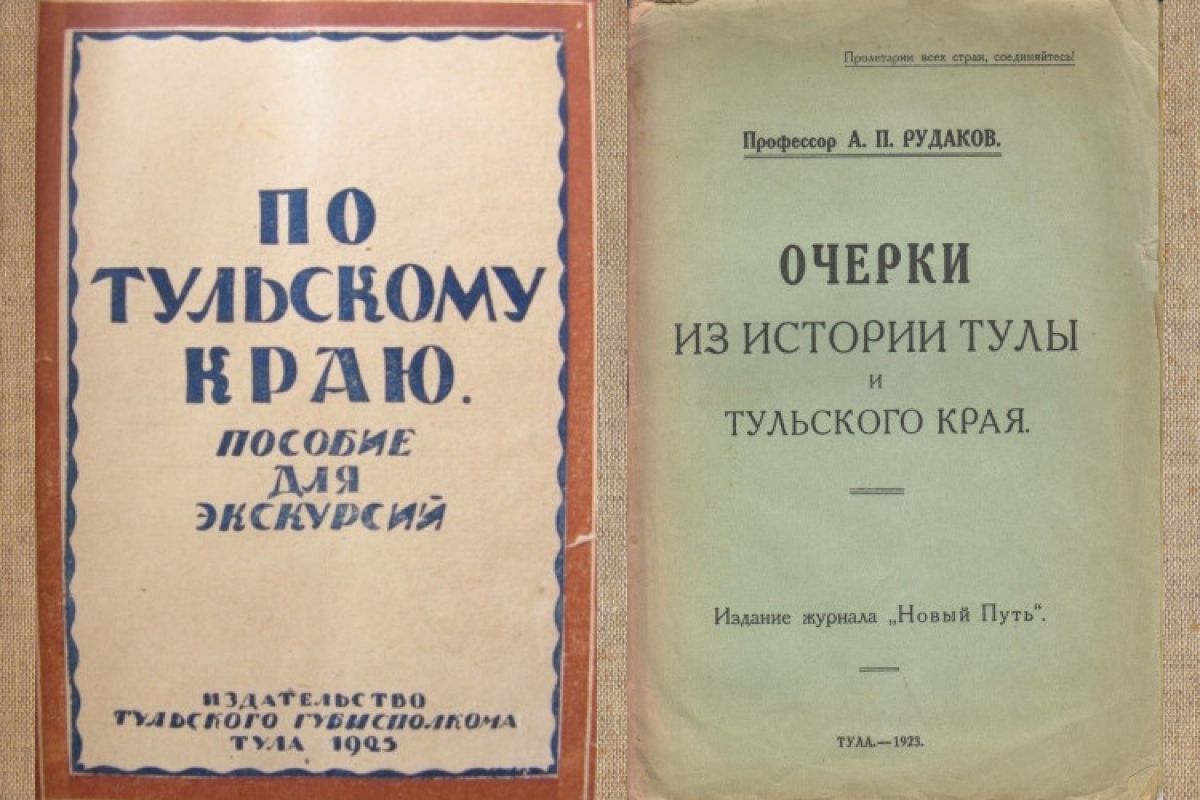 ПО
ТУЛЬСКОМУ
КРАЮ.
ПОСОБИЕ
ДЛЯ
ЭКСКУРСИЙ
ИЗДАТЕЛЬСТВО
ТУЛЬСКОГО ГУБИСПОЛКОМА
ТУЛА 1925
Пролетарии всех стран, соединяйтесь!
Профессор А. П. РУДАКОВ.
ОЧЕРКИ
ИЗ ИСТОРИИ ТУЛЫ
И
ТУЛЬСКОГО КРАЯ.
Издание журнала „Новый Путь“.
ТУЛА.—1923.